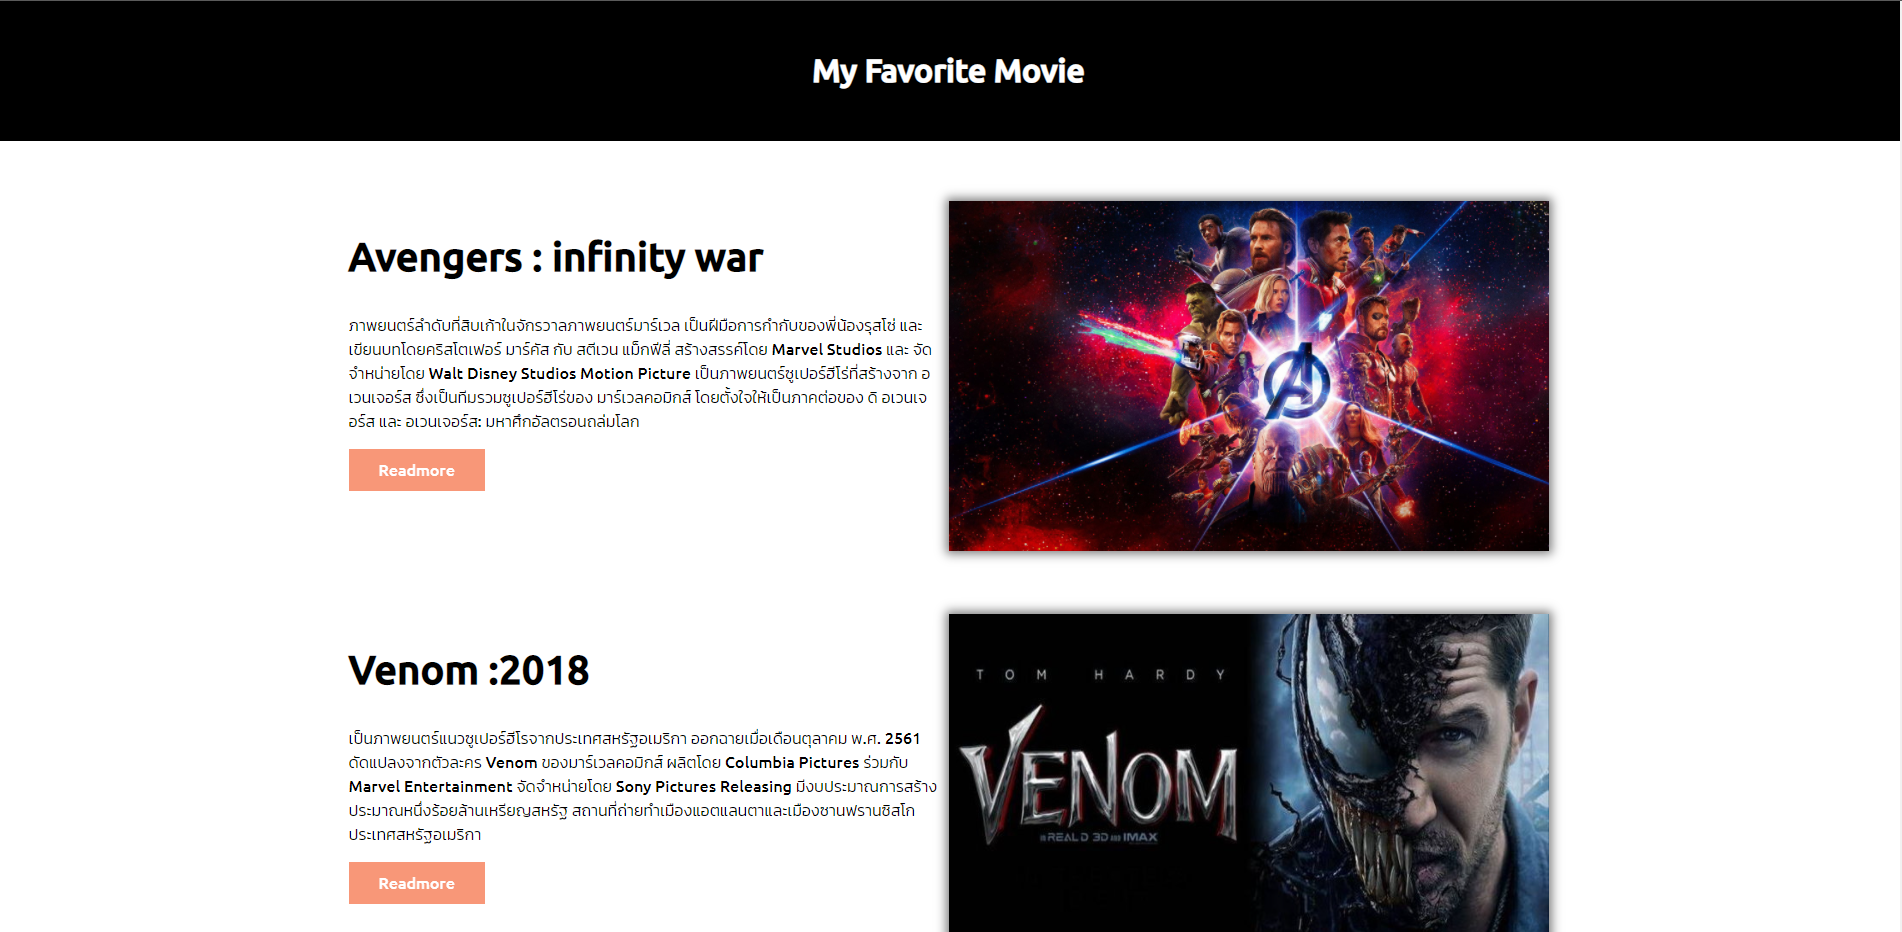 My Favorite Movie
Avengers : infinity war
ภาพยนตร์ลำดับที่สิบเก้าในจักรวาลภาพยนตร์มาร์เวล เป็นฝีมือการกำกับของพี่น้องรุสโซ่ และ
เขียนบทโดยคริสโตเฟอร์ มาร์คัส กับ สตีเวน แม็กฟีลี่ สร้างสรรค์โดย Marvel Studios และ จัด
จำหน่ายโดย Walt Disney Studios Motion Picture เป็นภาพยนตร์ซูเปอร์ฮีโร่ที่สร้างจาก อ
เวนเจอร์ส ซึ่งเป็นทีมรวมซูเปอร์ฮีโร่ของ มาร์เวลคอมิกส์ โดยตั้งใจให้เป็นภาคต่อของ ดิ อเวนเจ
อร์ส และ อเวนเจอร์ส: มหาศึกอัลตรอนถล่มโลก
Readmore
Venom :2018
TOM HARDY
VENOM
IN REAL D 3D AND IMAX
เป็นภาพยนตร์แนวซูเปอร์ฮีโรจากประเทศสหรัฐอเมริกา ออกฉายเมื่อเดือนตุลาคม พ.ศ. 2561
ดัดแปลงจากตัวละคร Venom ของมาร์เวลคอมิกส์ ผลิตโดย Columbia Pictures ร่วมกับ
Marvel Entertainment จัดจำหน่ายโดย Sony Pictures Releasing มีงบประมาณการสร้าง
ประมาณหนึ่งร้อยล้านเหรียญสหรัฐ สถานที่ถ่ายทำเมืองแอตแลนตาและเมืองซานฟรานซิสโก
ประเทศสหรัฐอเมริกา
Readmore